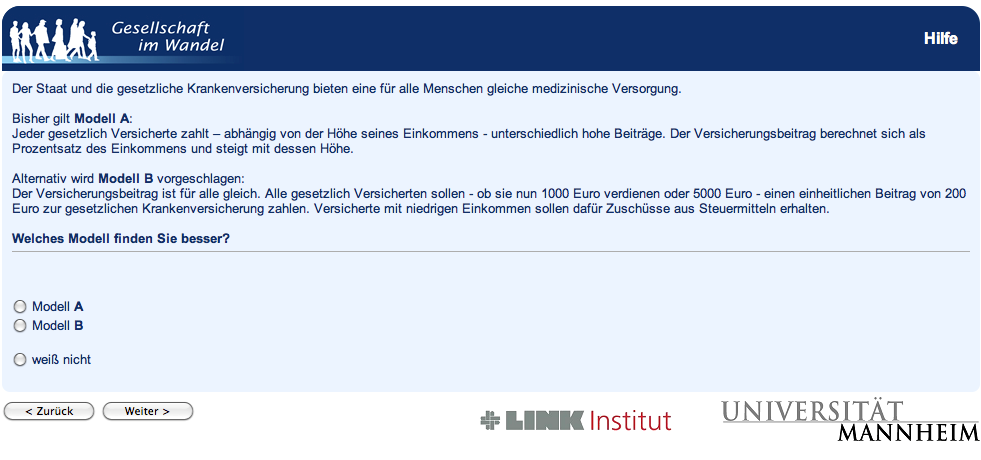 Gesellschaft
im Wandel
Hilfe
Der Staat und die gesetzliche Krankenversicherung bieten eine für alle Menschen gleiche medizinische Versorgung.
Bisher gilt Modell A:
Jeder gesetzlich Versicherte zahlt – abhängig von der Höhe seines Einkommens - unterschiedlich hohe Beiträge. Der Versicherungsbeitrag berechnet sich als
Prozentsatz des Einkommens und steigt mit dessen Höhe.
Alternativ wird Modell B vorgeschlagen:
Der Versicherungsbeitrag ist für alle gleich. Alle gesetzlich Versicherten sollen - ob sie nun 1000 Euro verdienen oder 5000 Euro - einen einheitlichen Beitrag von 200
Euro zur gesetzlichen Krankenversicherung zahlen. Versicherte mit niedrigen Einkommen sollen dafür Zuschüsse aus Steuermitteln erhalten.
Welches Modell finden Sie besser?
Modell A
Modell B
weiß nicht
< Zurück
Weiter >
LINK Institut
UNIVERSITÄT
MANNHEIM